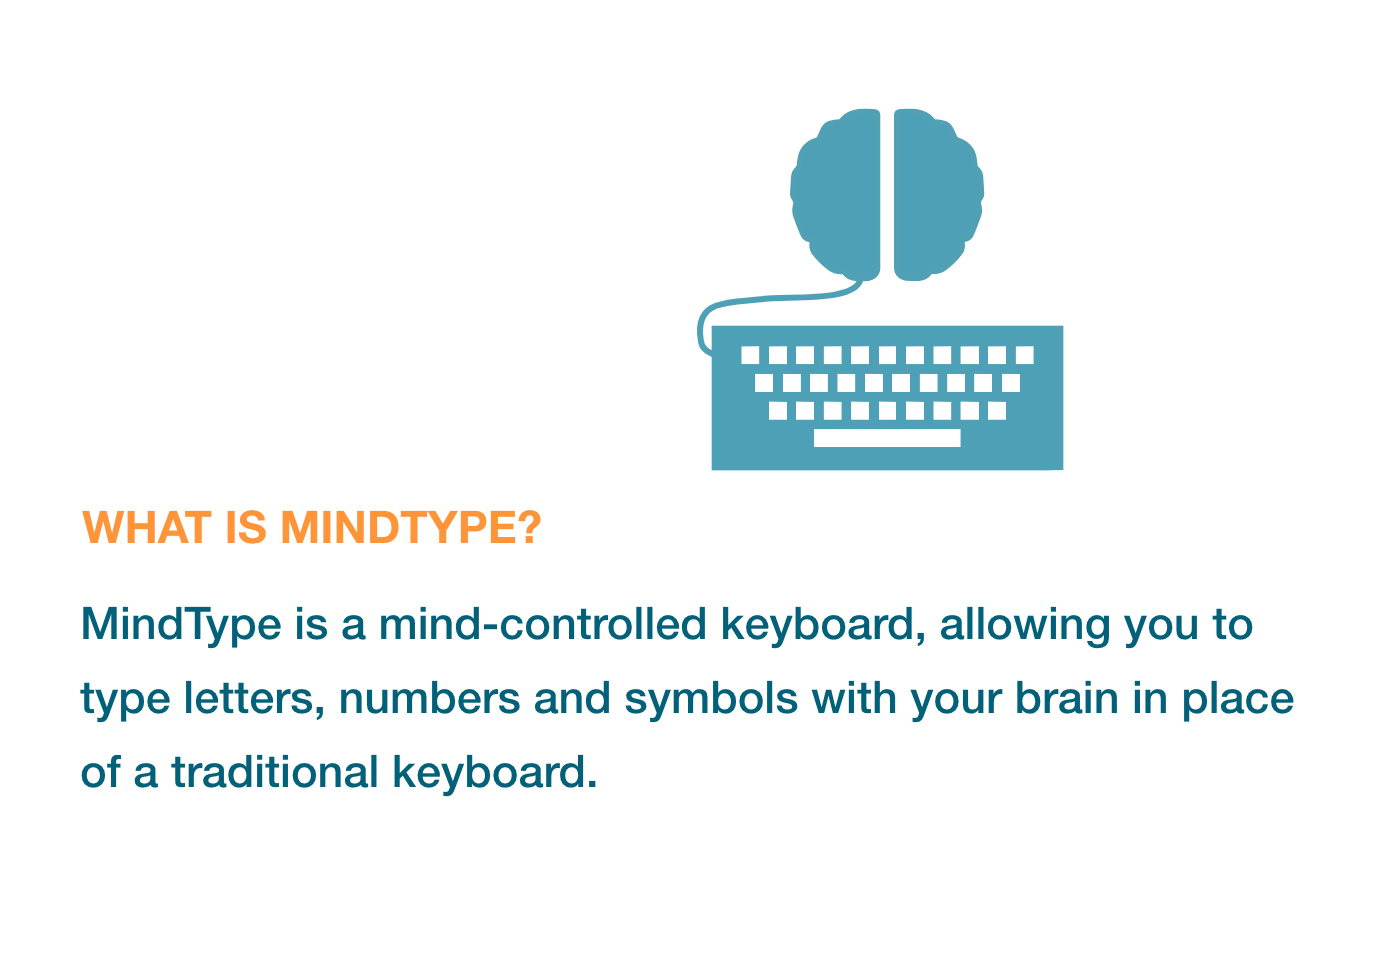 WHAT IS MINDTYPE?
MindType is a mind-controlled keyboard, allowing you to
type letters, numbers and symbols with your brain in place
of a traditional keyboard.